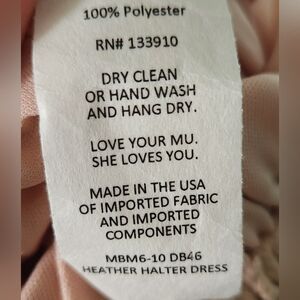 100% Polyester
RN# 133910
DRY CLEAN
OR HAND WASH
AND HANG DRY.
LOVE YOUR MU.
SHE LOVES YOU.
MADE IN THE USA
OF IMPORTED FABRIC
AND IMPORTED
COMPONENTS
MBM6-10 DB46
HEATHER HALTER DRESS